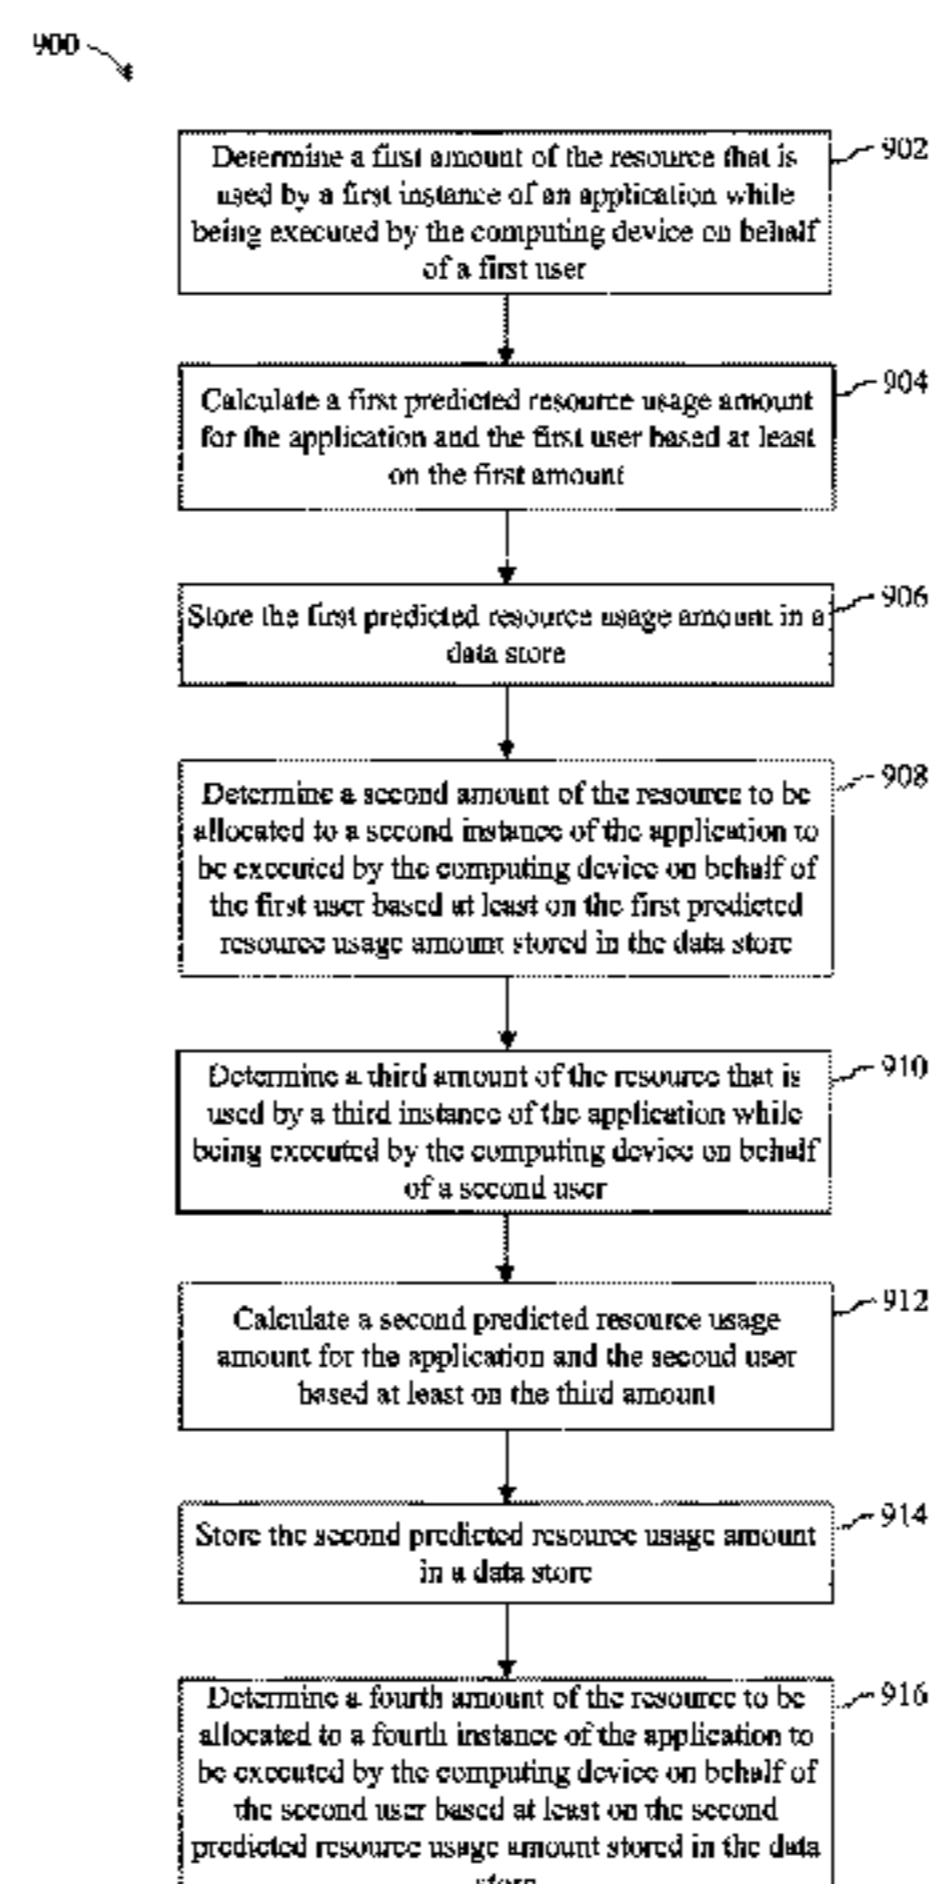 900
Determine a first amount of the resource that is
used by a first instance of an application while
being executed by the computing device on behalf
of a first user
902
Calculate a first predicted resource usage amount
for the application and the first user based at least
on the first amount
904
Store the first predicted resource usage amount in a
data store
906
Determine a second amount of the resource to be
allocated to a second instance of the application to
be executed by the computing device on behalf of
the first user based at least on the first predicted
resource usage amount stored in the data store
908
Determine a third amount of the resource that is
used by a third instance of the application while
being executed by the computing device on behalf
of a second user
910
Calculate a second predicted resource usage
amount for the application and the second user
based at least on the third amount
912
Store the second predicted resource usage amount
in a data store
914
Determine a fourth amount of the resource to be
allocated to a fourth instance of the application to
be executed by the computing device on behalf of
the second user based at least on the second
predicted resource usage amount stored in the data
store
916